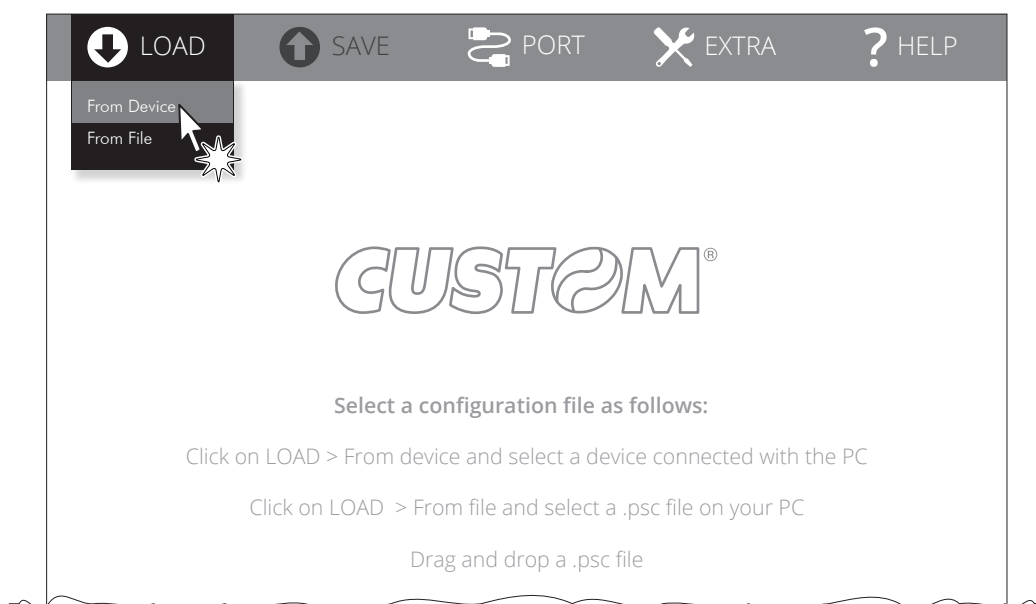 LOAD SAVE PORT EXTRA ? HELP
From Device
From File
CUSTOM®
Select a configuration file as follows:
Click on LOAD > From device and select a device connected with the PC
Click on LOAD > From file and select a .psc file on your PC
Drag and drop a .psc file